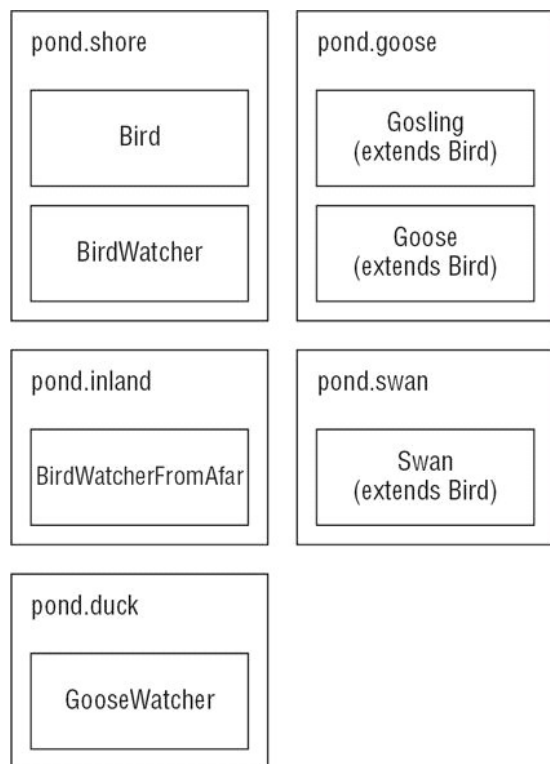 pond.shore
Bird
BirdWatcher
pond.goose
Gosling
(extends Bird)
Goose
(extends Bird)
pond.inland
BirdWatcherFromAfar
pond.swan
Swan
(extends Bird)
pond.duck
GooseWatcher